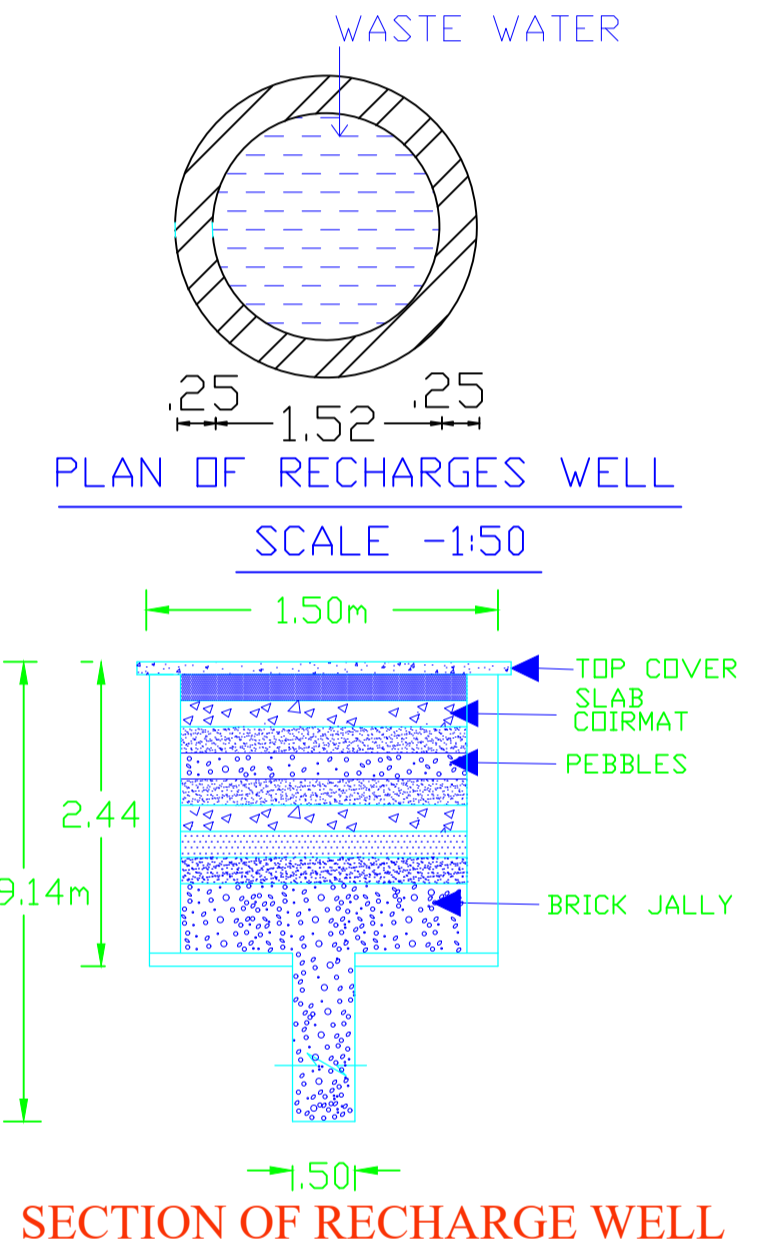 WASTE WATER
.25 1.52 .25
PLAN OF RECHARGES WELL
SCALE -1:50
1.50m
TOP COVER
SLAB
COIRMAT
PEBBLES
2.44
9.14m
BRICK JALLY
.50
SECTION OF RECHARGE WELL